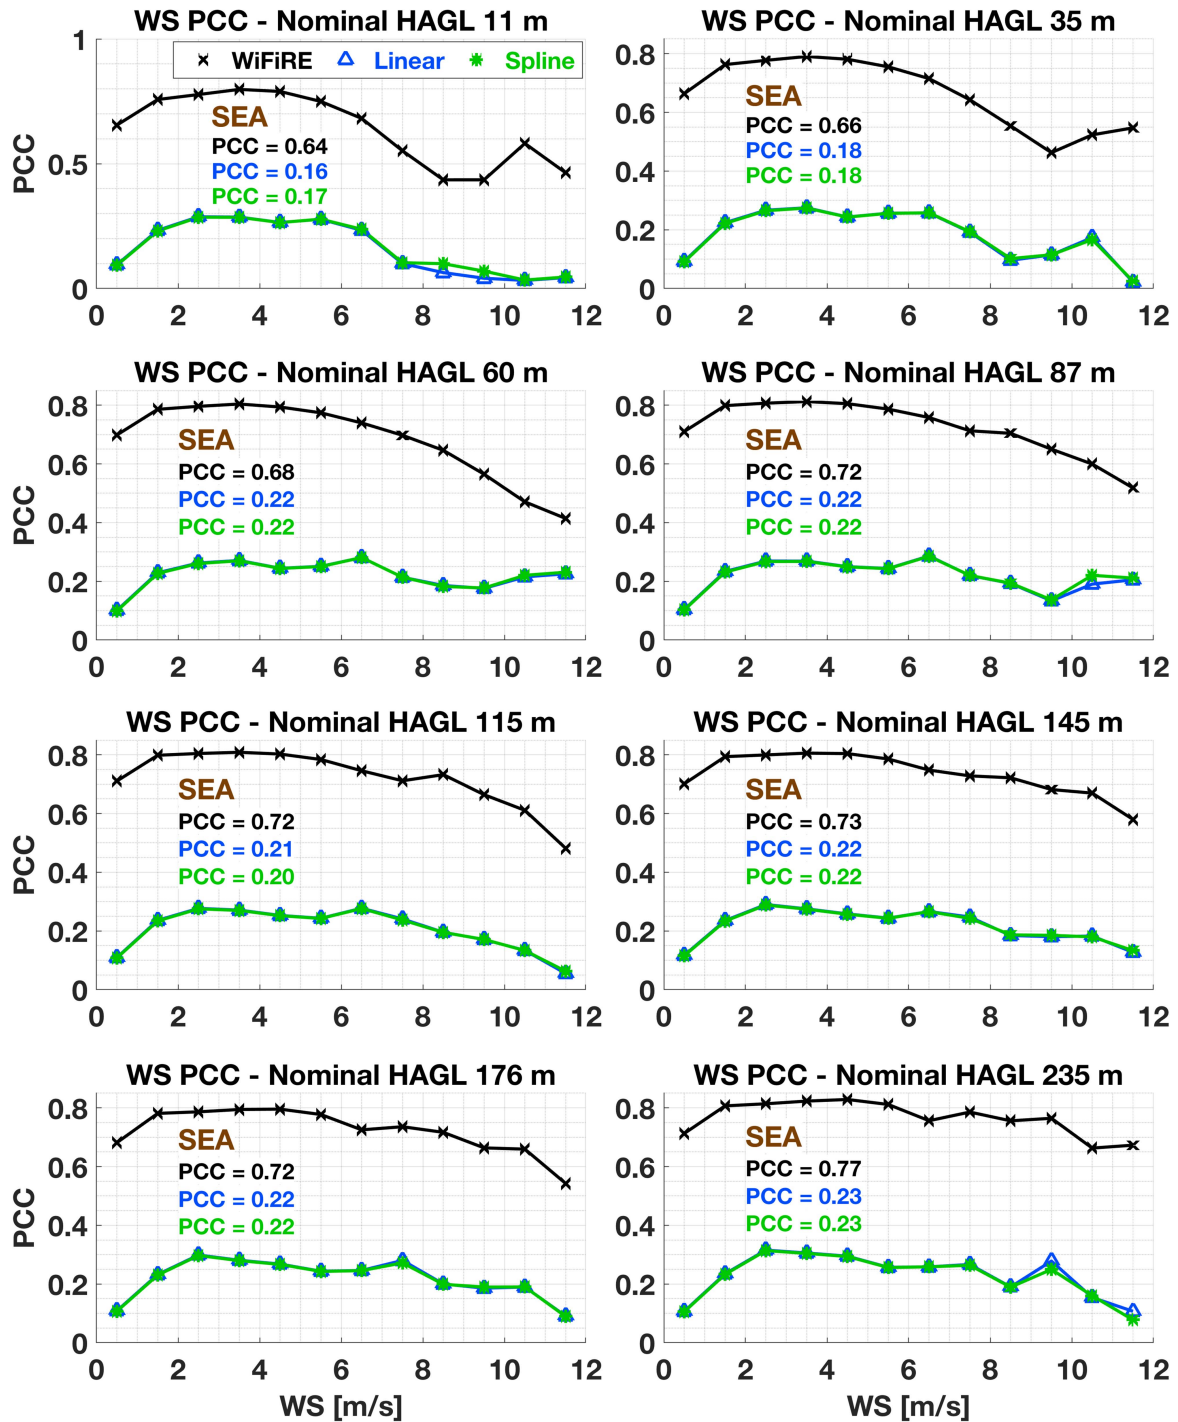 WS PCC - Nominal HAGL 11 m
WiFiRE Linear Spline
SEA
PCC = 0.64
PCC = 0.16
PCC = 0.17
PCC
1
0.5
0
0 2 4 6 8 10 12
WS PCC - Nominal HAGL 35 m
SEA
PCC = 0.66
PCC = 0.18
PCC = 0.18
0.8
0.6
0.4
0.2
0
0 2 4 6 8 10 12
WS PCC - Nominal HAGL 60 m
SEA
PCC = 0.68
PCC = 0.22
PCC = 0.22
PCC
0.8
0.6
0.4
0.2
0
0 2 4 6 8 10 12
WS PCC - Nominal HAGL 87 m
SEA
PCC = 0.72
PCC = 0.22
PCC = 0.22
0.8
0.6
0.4
0.2
0
0 2 4 6 8 10 12
WS PCC - Nominal HAGL 115 m
SEA
PCC = 0.72
PCC = 0.21
PCC = 0.20
PCC
0.8
0.6
0.4
0.2
0
0 2 4 6 8 10 12
WS PCC - Nominal HAGL 145 m
SEA
PCC = 0.73
PCC = 0.22
PCC = 0.22
0.8
0.6
0.4
0.2
0
0 2 4 6 8 10 12
WS PCC - Nominal HAGL 176 m
SEA
PCC = 0.72
PCC = 0.22
PCC = 0.22
PCC
0.8
0.6
0.4
0.2
0
0 2 4 6 8 10 12
WS [m/s]
WS PCC - Nominal HAGL 235 m
SEA
PCC = 0.77
PCC = 0.23
PCC = 0.23
0.8
0.6
0.4
0.2
0
0 2 4 6 8 10 12
WS [m/s]